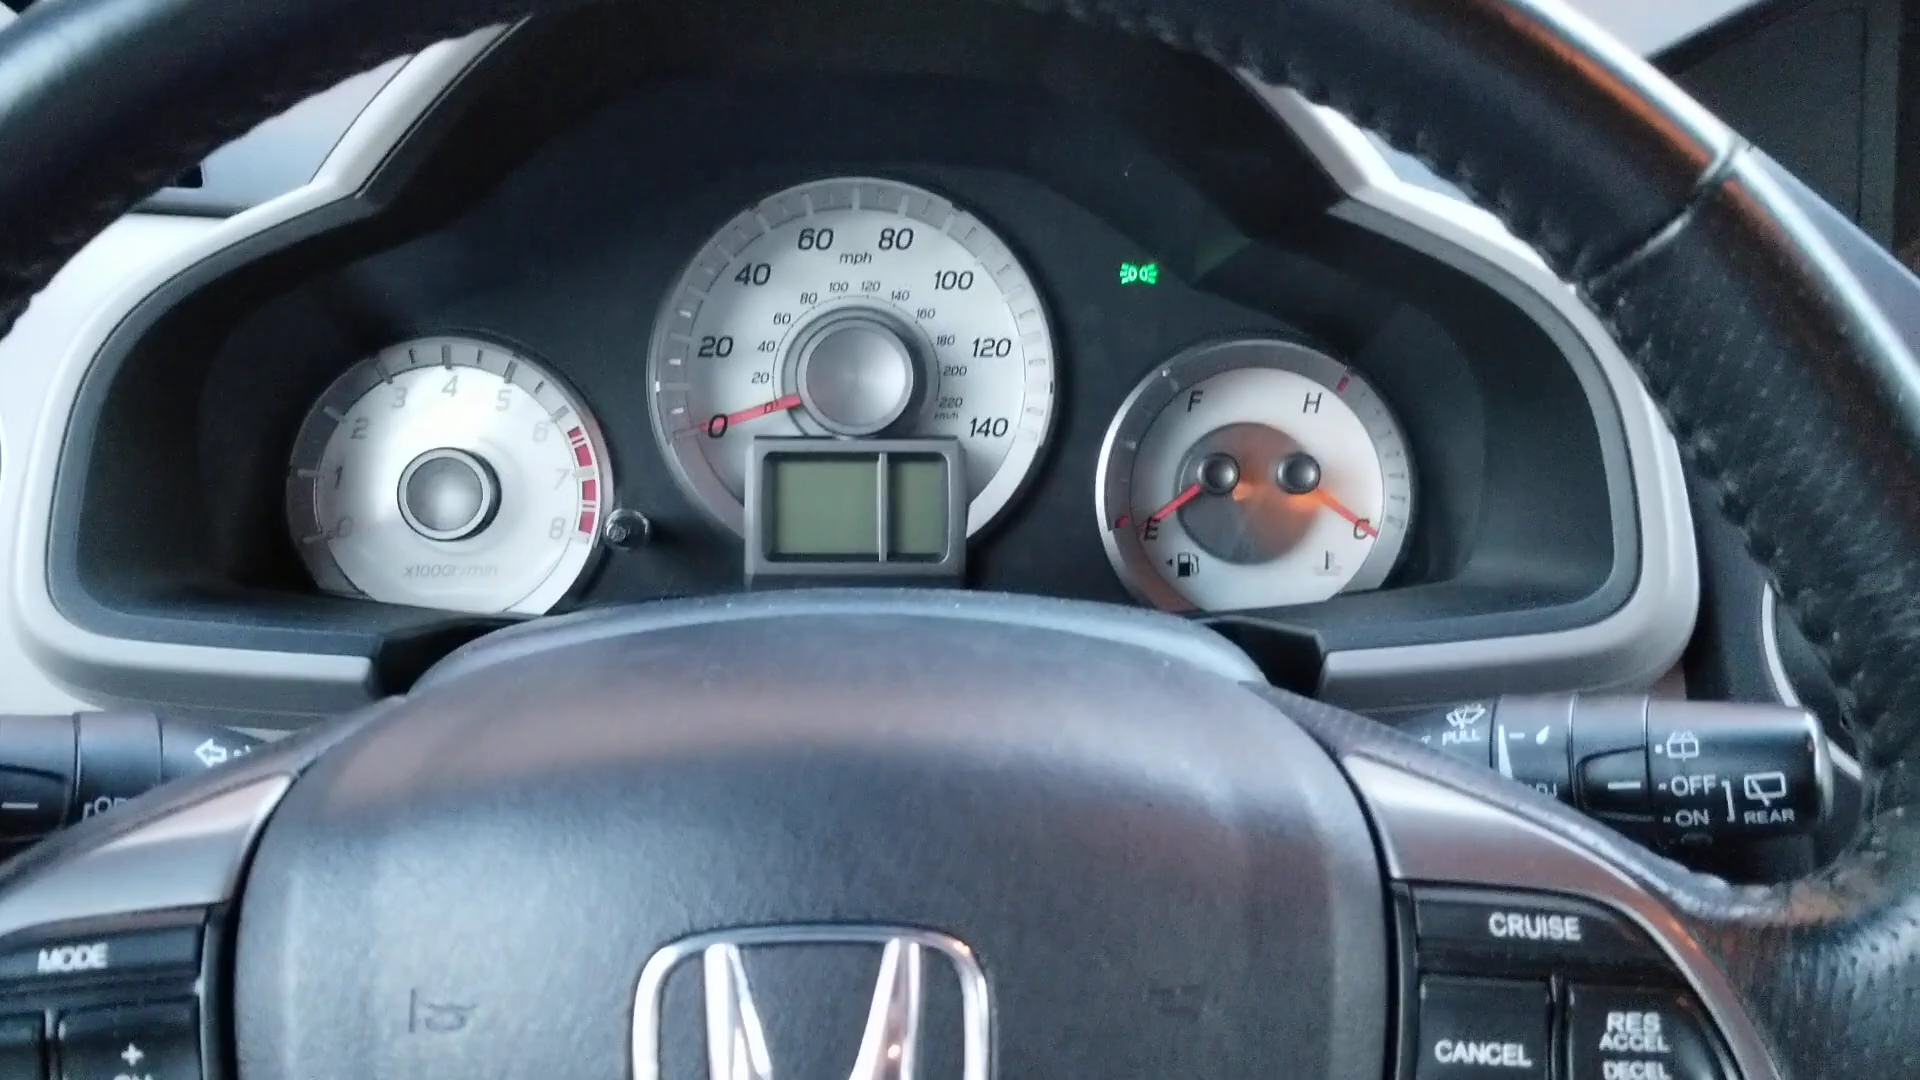 60 80
mph
40 100
100 120
80 140
60 160
20 40 180 120
20 200
220
km/h
0 140
3 4 5
2 6
1 7
0 8
x1000r/min
F H
E C
PULL
OFF
ON REAR
MODE
+
CRUISE
CANCEL
RES
ACCEL
DECEL